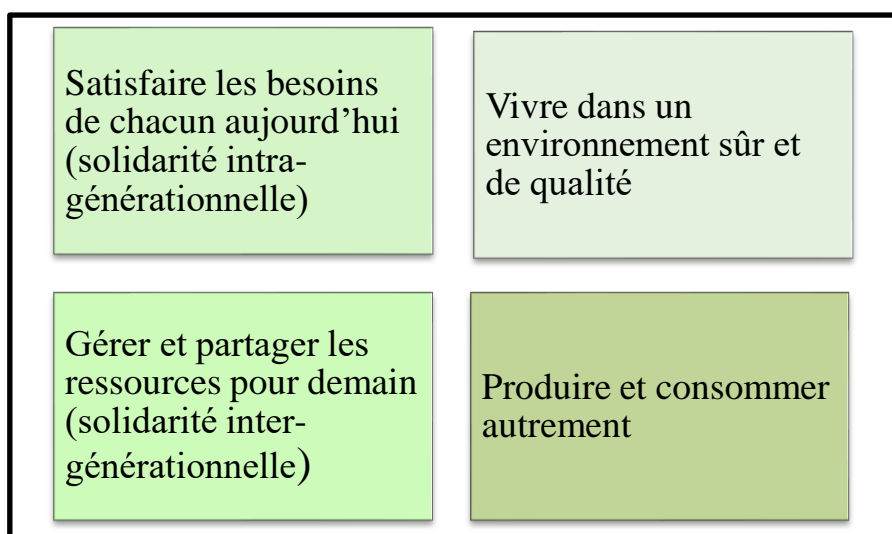 Satisfaire les besoins
de chacun aujourd’hui
(solidarité intra-
générationnelle)
Vivre dans un
environnement sûr et
de qualité
Gérer et partager les
ressources pour demain
(solidarité inter-
générationnelle)
Produire et consommer
autrement